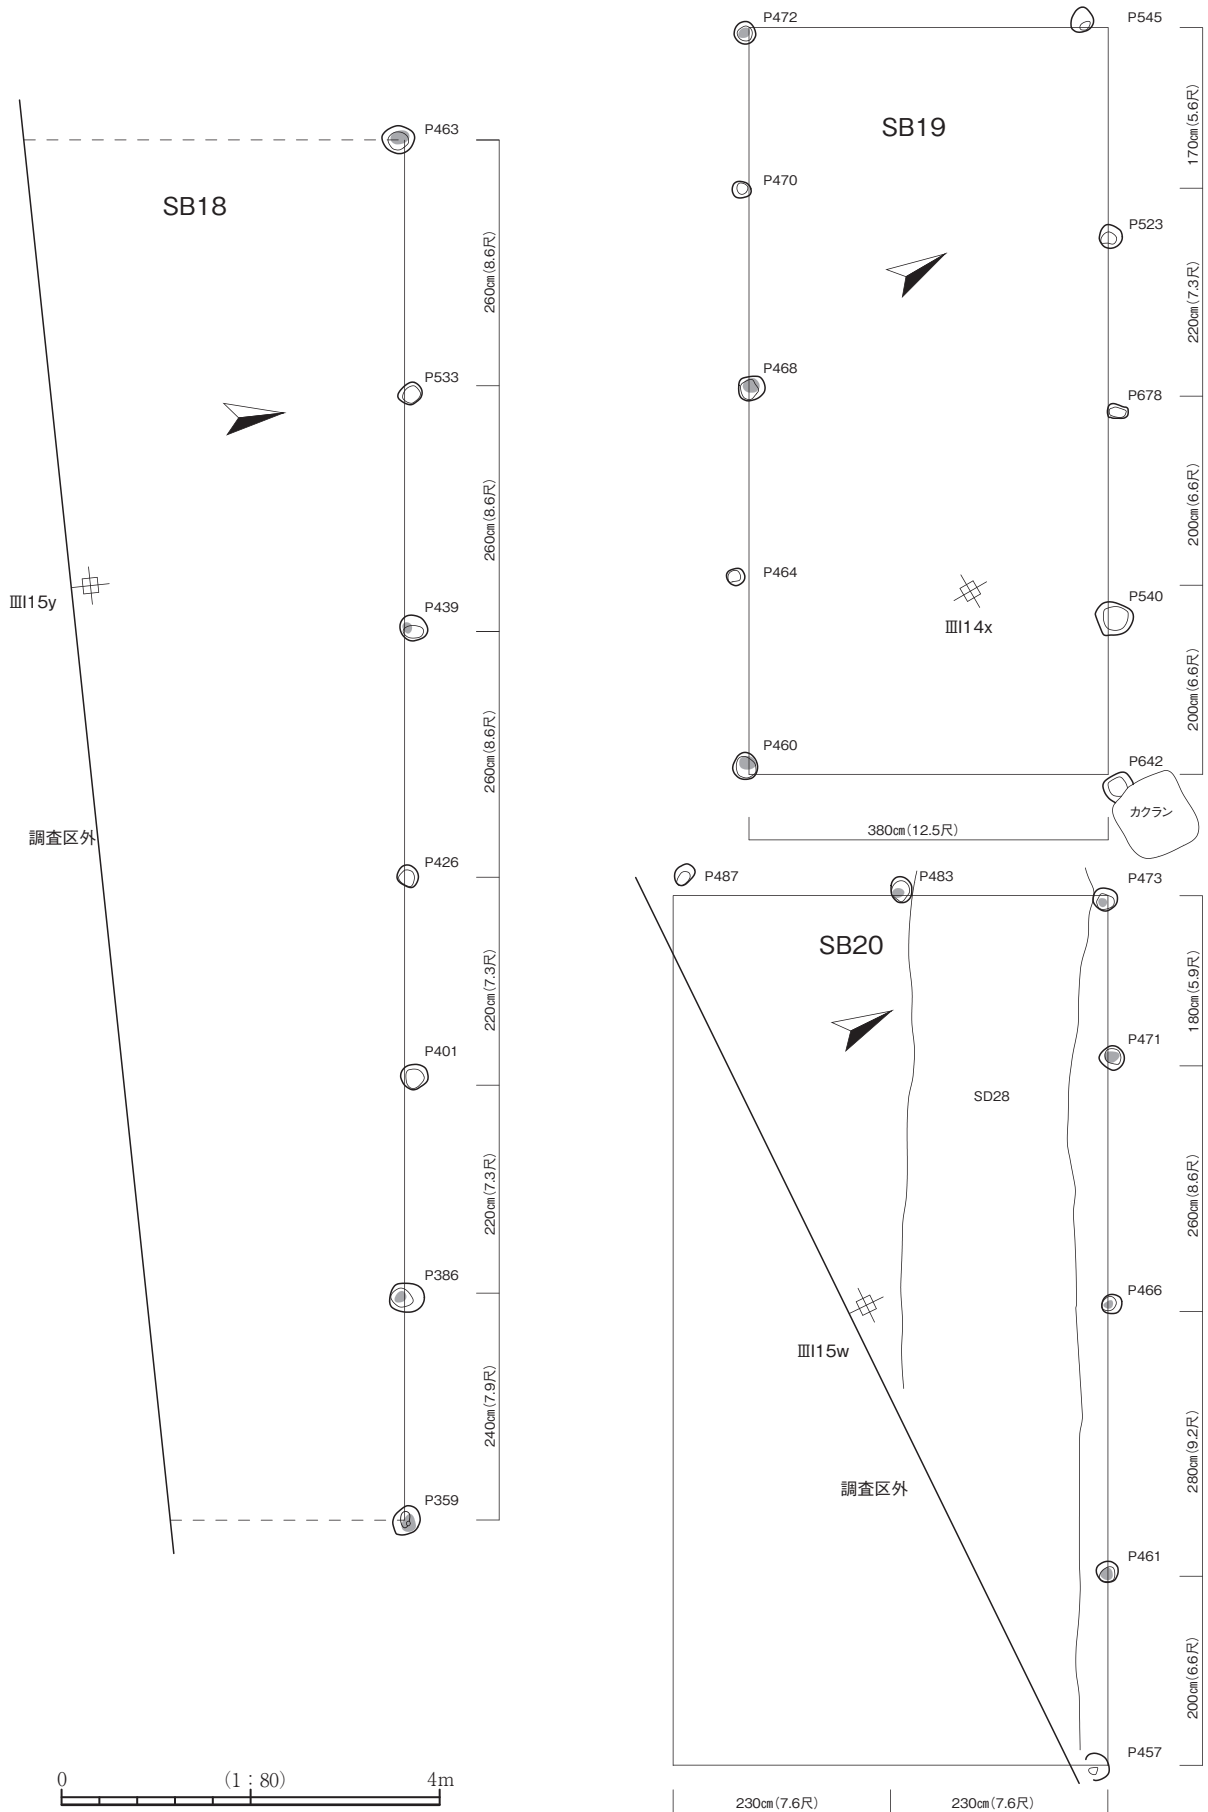 SB18
P463
P533
P439
P426
P401
P386
P359
260㎝(8.6尺)
260㎝(8.6尺)
260㎝(8.6尺)
220㎝(7.3尺)
220㎝(7.3尺)
240㎝(7.9尺)
ⅢI15y
調査区外
0
(1：80)
4m
SB19
P472
P545
P470
P523
P468
P678
P464
P540
P460
P642
カクラン
ⅢI14x
170㎝(5.6尺)
220㎝(7.3尺)
200㎝(6.6尺)
200㎝(6.6尺)
380㎝(12.5尺)
SB20
P487
P483
P473
P471
SD28
P466
P461
P457
ⅢI15w
調査区外
180㎝(5.9尺)
260㎝(8.6尺)
280㎝(9.2尺)
200㎝(6.6尺)
230㎝(7.6尺)
230㎝(7.6尺)